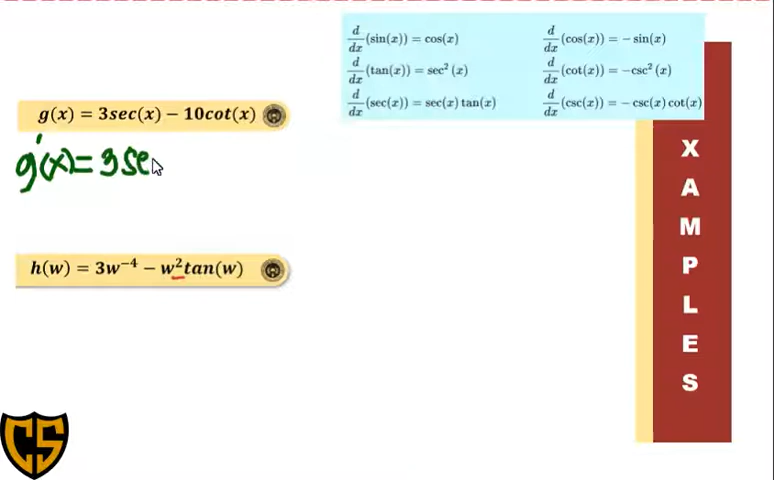 d/dx (sin(x)) = cos(x)
d/dx (cos(x)) = − sin(x)
d/dx (tan(x)) = sec² (x)
d/dx (cot(x)) = −csc² (x)
d/dx (sec(x)) = sec(x) tan(x)
d/dx (csc(x)) = − csc(x) cot(x)
g(x) = 3sec(x) − 10cot(x)
g'(x) = 3 se
h(w) = 3w⁻⁴ − w²tan(w)
X
A
M
P
L
E
S
CS